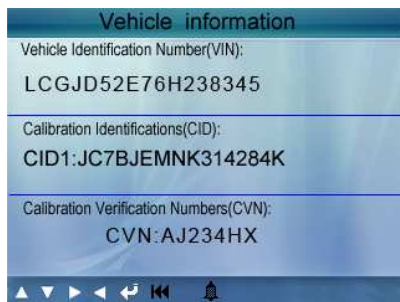 Vehicle information
Vehicle Identification Number(VIN):
LCGJD52E76H238345
Calibration Identifications(CID):
CID1:JC7BJEMNK314284K
Calibration Verification Numbers(CVN):
CVN:AJ234HX